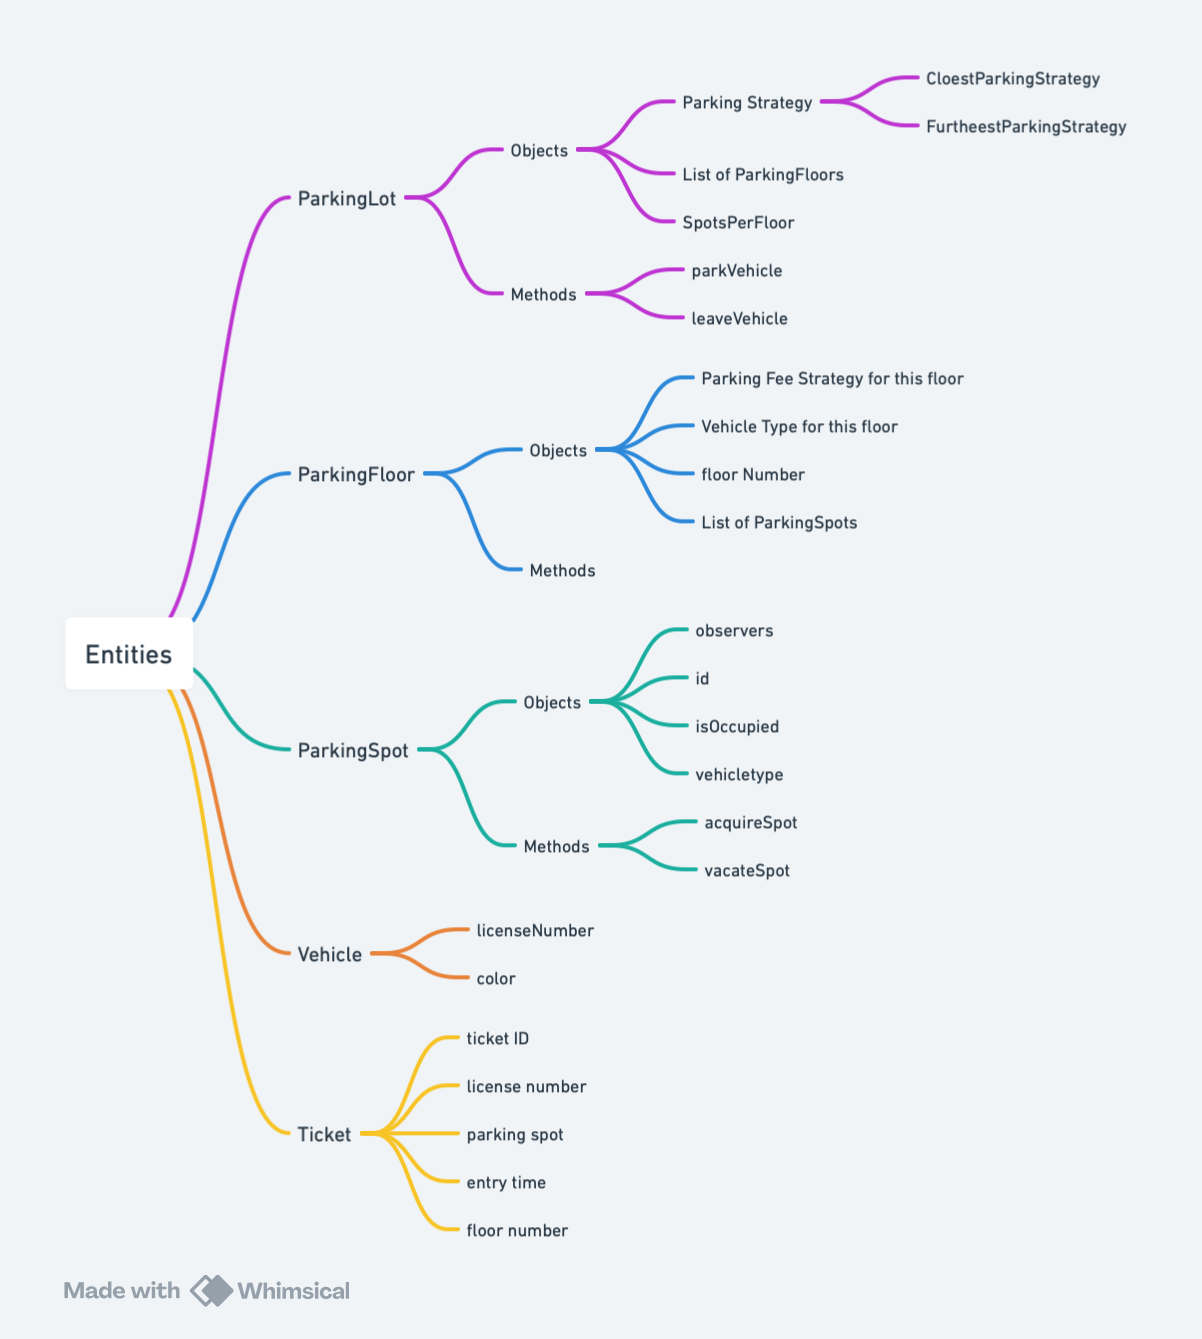 Entities
ParkingLot
Objects
Parking Strategy
CloestParkingStrategy
FurtheestParkingStrategy
List of ParkingFloors
SpotsPerFloor
Methods
parkVehicle
leaveVehicle
ParkingFloor
Objects
Parking Fee Strategy for this floor
Vehicle Type for this floor
floor Number
List of ParkingSpots
Methods
ParkingSpot
Objects
observers
id
isOccupied
vehicletype
Methods
acquireSpot
vacateSpot
Vehicle
licenseNumber
color
Ticket
ticket ID
license number
parking spot
entry time
floor number
Made with Whimsical